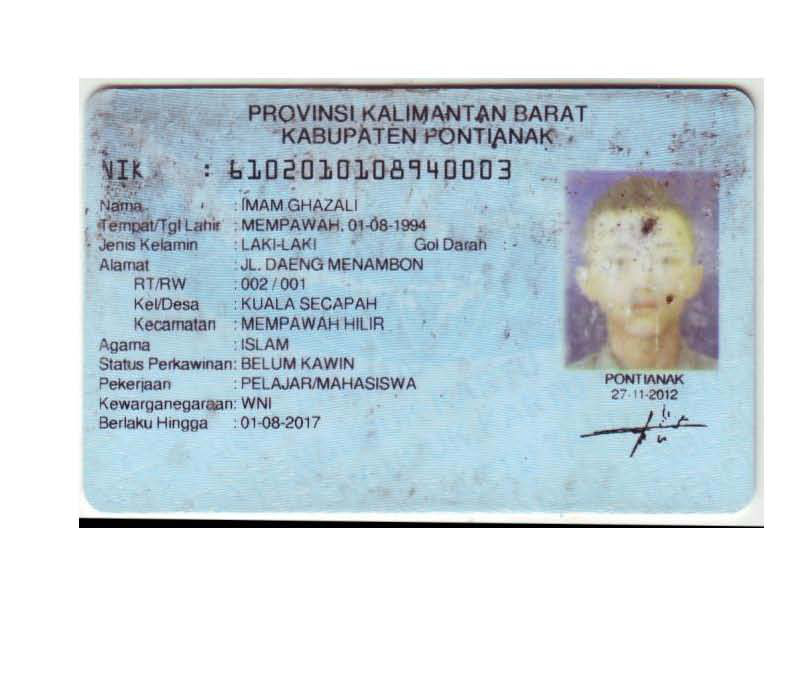 PROVINSI KALIMANTAN BARAT
KABUPATEN PONTIANAK
NIK : 6102010108940003
Nama : IMAM GHAZALI
Tempat/Tgl Lahir : MEMPAWAH, 01-08-1994
Jenis Kelamin : LAKI-LAKI Gol Darah : -
Alamat : JL. DAENG MENAMBON
RT/RW : 002 / 001
Kel/Desa : KUALA SECAPAH
Kecamatan : MEMPAWAH HILIR
Agama : ISLAM
Status Perkawinan: BELUM KAWIN
Pekerjaan : PELAJAR/MAHASISWA
Kewarganegaraan: WNI
Berlaku Hingga : 01-08-2017
PONTIANAK
27-11-2012